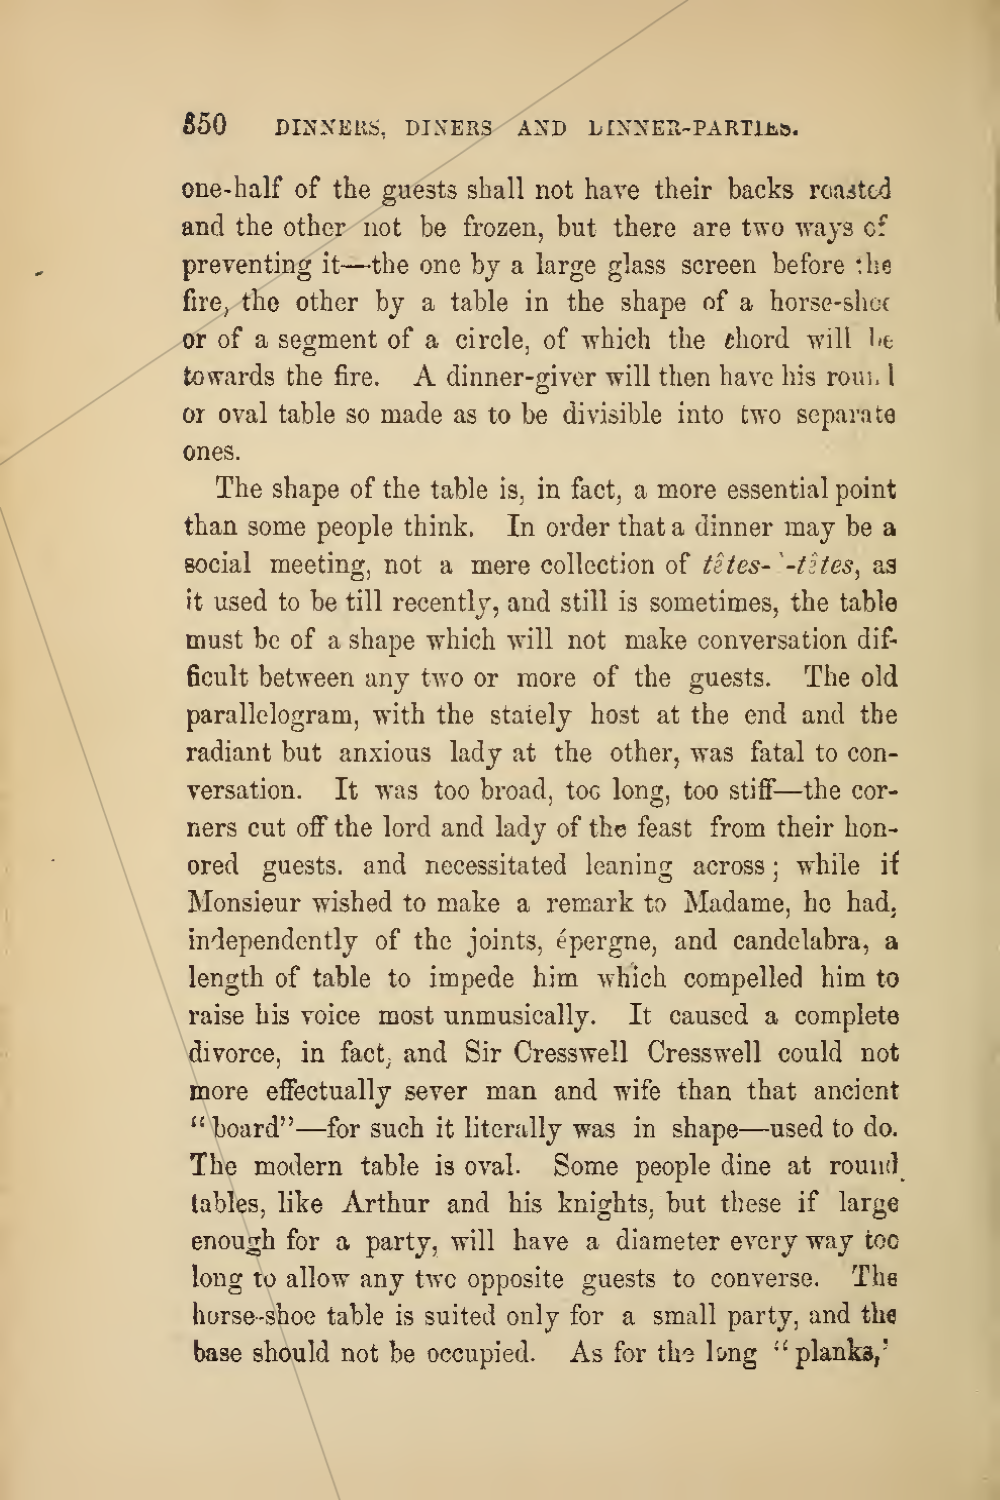 350 DINNERS, DINERS AND DINNER-PARTIES.
one-half of the guests shall not have their backs roasted
and the other not be frozen, but there are two ways of
preventing it—the one by a large glass screen before the
fire, the other by a table in the shape of a horse-shoe
or of a segment of a circle, of which the chord will be
towards the fire. A dinner-giver will then have his round
or oval table so made as to be divisible into two separate
ones.
The shape of the table is, in fact, a more essential point
than some people think. In order that a dinner may be a
social meeting, not a mere collection of têtes-à-têtes, as
it used to be till recently, and still is sometimes, the table
must be of a shape which will not make conversation dif-
ficult between any two or more of the guests. The old
parallelogram, with the stately host at the end and the
radiant but anxious lady at the other, was fatal to con-
versation. It was too broad, too long, too stiff—the cor-
ners cut off the lord and lady of the feast from their hon-
ored guests. and necessitated leaning across; while if
Monsieur wished to make a remark to Madame, he had,
independently of the joints, épergne, and candelabra, a
length of table to impede him which compelled him to
raise his voice most unmusically. It caused a complete
divorce, in fact, and Sir Cresswell Cresswell could not
more effectually sever man and wife than that ancient
"board"—for such it literally was in shape—used to do.
The modern table is oval. Some people dine at round
tables, like Arthur and his knights, but these if large
enough for a party, will have a diameter every way too
long to allow any two opposite guests to converse. The
horse-shoe table is suited only for a small party, and the
base should not be occupied. As for the long "planks,"